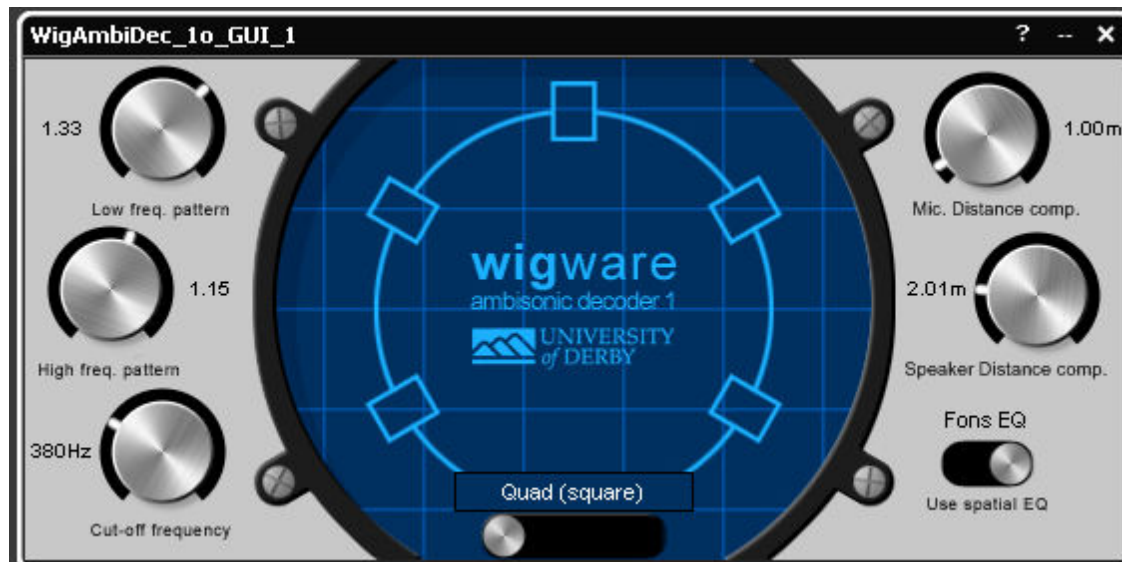 WigAmbiDec_1o_GUI_1
? -- ×
1.33
Low freq. pattern
1.15
High freq. pattern
380Hz
Cut-off frequency
wigware
ambisonic decoder 1
UNIVERSITY
of DERBY
Quad (square)
1.00m
Mic. Distance comp.
2.01m
Speaker Distance comp.
Fons EQ
Use spatial EQ